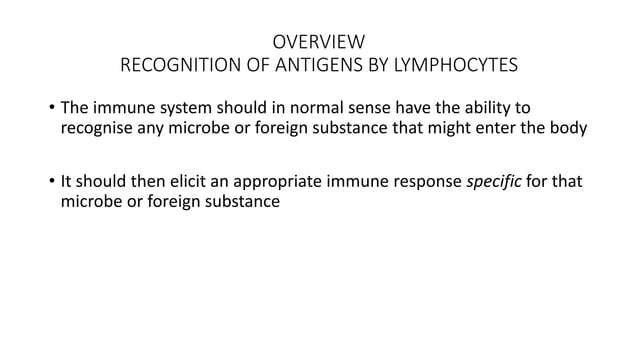 OVERVIEW
RECOGNITION OF ANTIGENS BY LYMPHOCYTES
• The immune system should in normal sense have the ability to
recognise any microbe or foreign substance that might enter the body
• It should then elicit an appropriate immune response specific for that
microbe or foreign substance